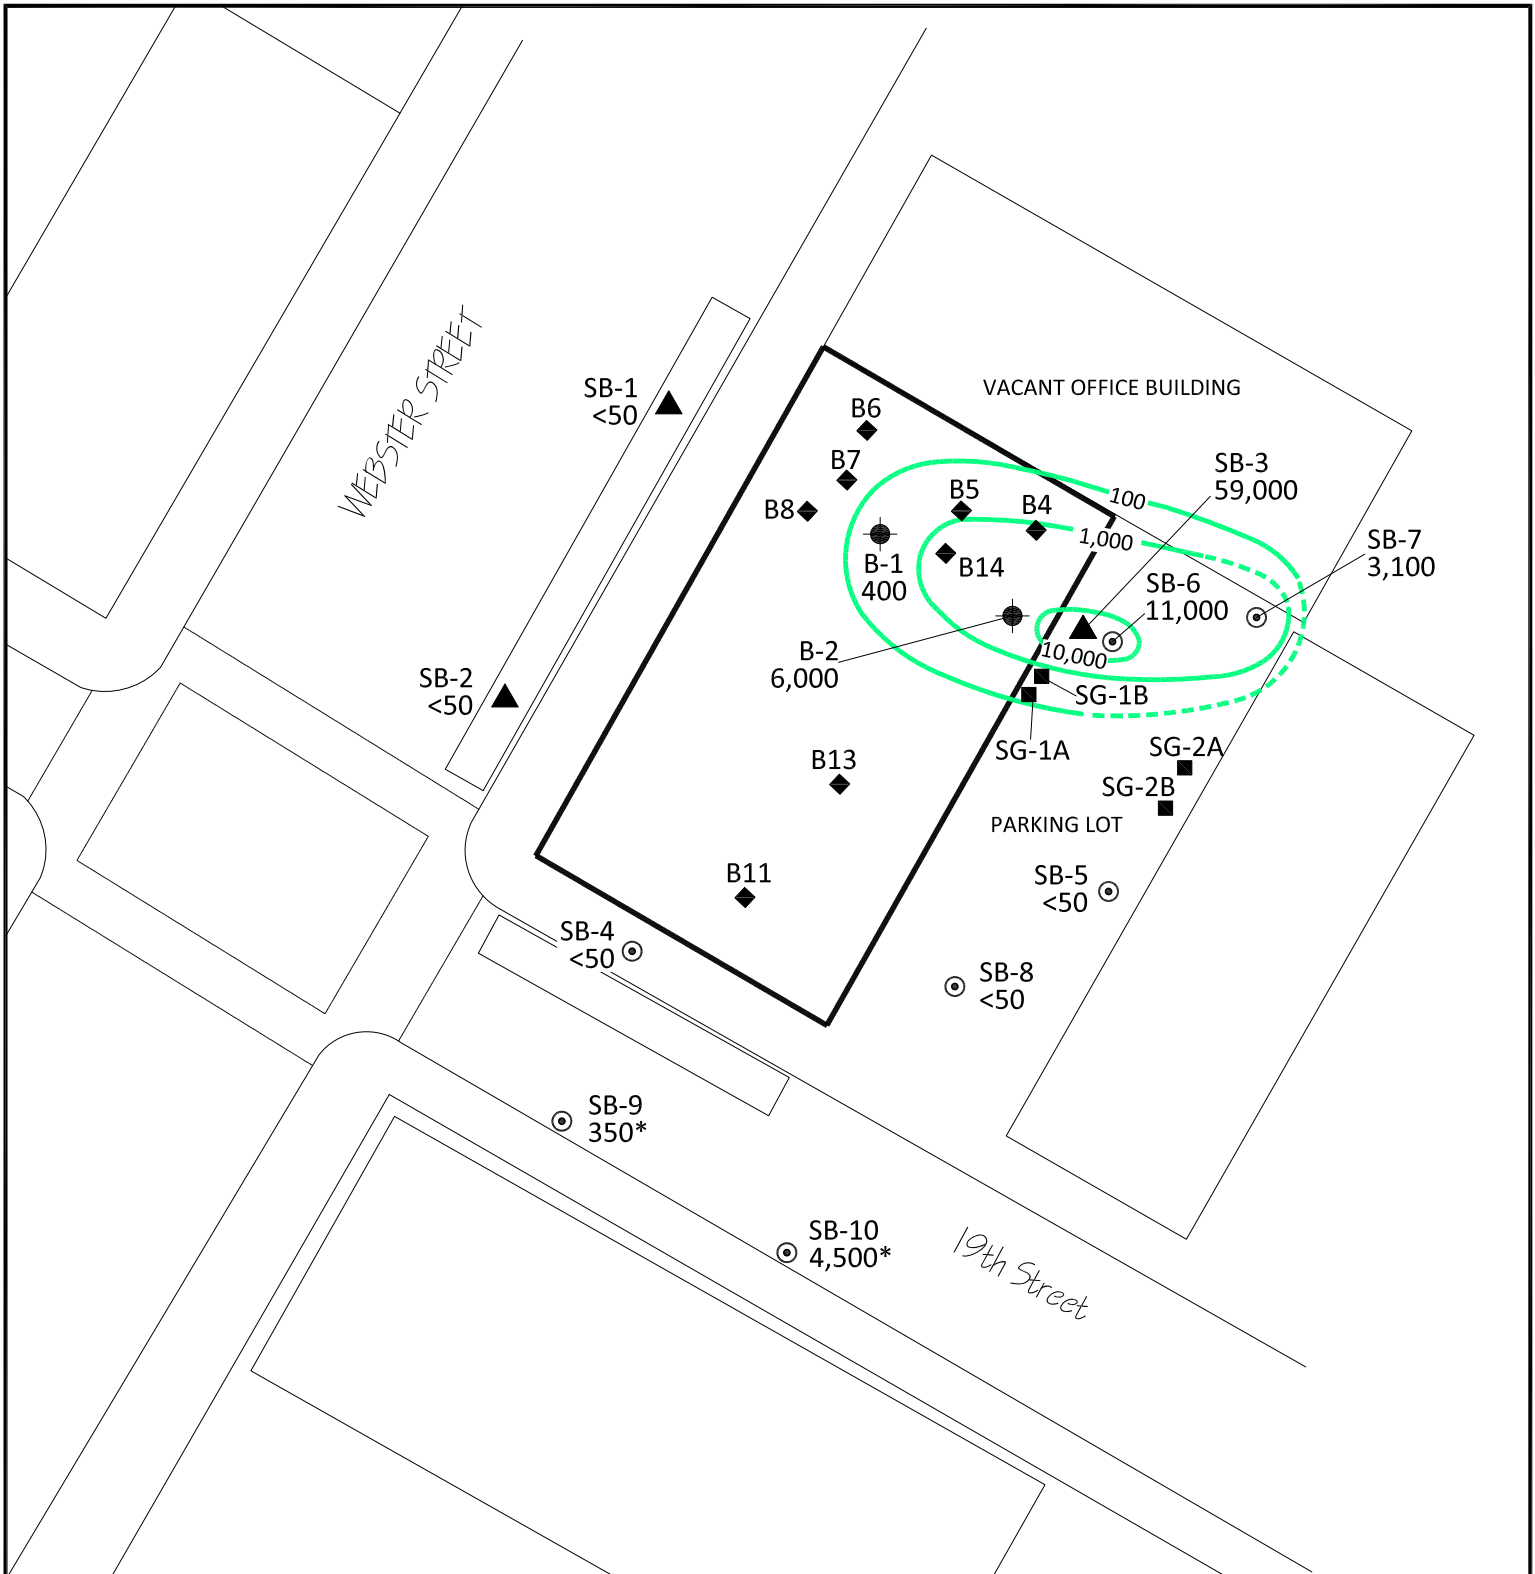 WEBSTER STREET
SB-1
<50
VACANT OFFICE BUILDING
B6
B7
B8
B5
B4
100
1,000
SB-3
59,000
SB-7
3,100
B-1
400
B14
SB-6
11,000
B-2
6,000
10,000
SB-2
<50
SG-1B
SG-1A
SG-2A
SG-2B
B13
PARKING LOT
B11
SB-5
<50
SB-4
<50
SB-8
<50
SB-9
350*
SB-10
4,500*
19th Street